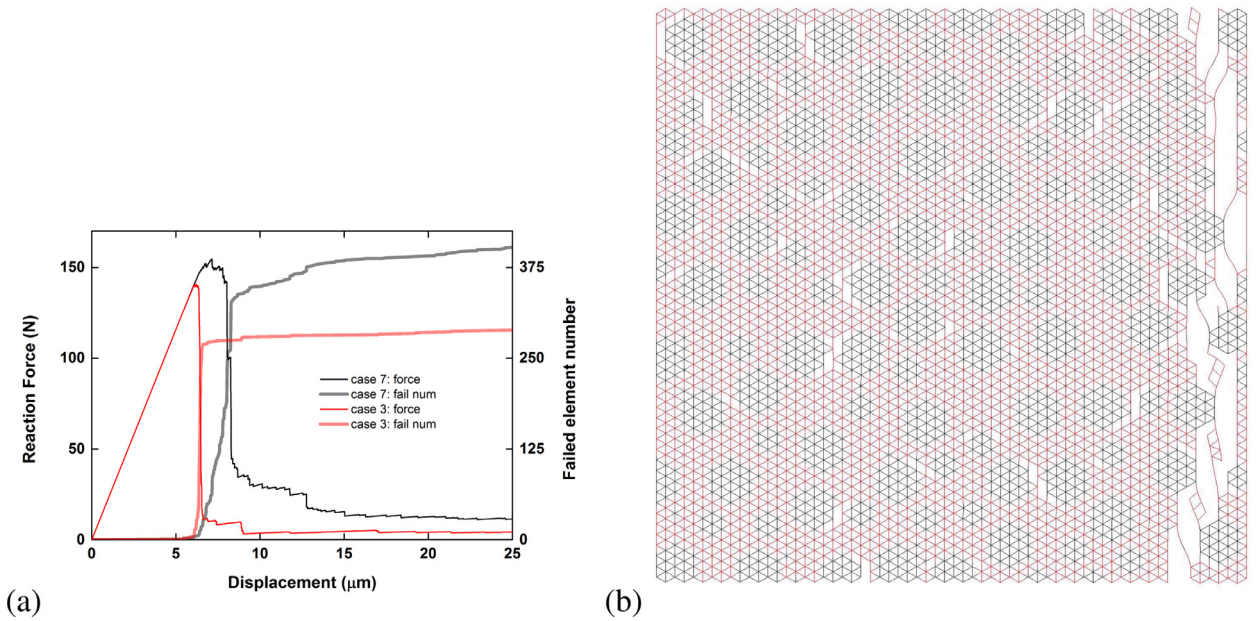 150
100
50
0
Reaction Force (N)
375
250
125
0
Failed element number
case 7: force
case 7: fail num
case 3: force
case 3: fail num
0 5 10 15 20 25
Displacement (μm)
(a)
(b)